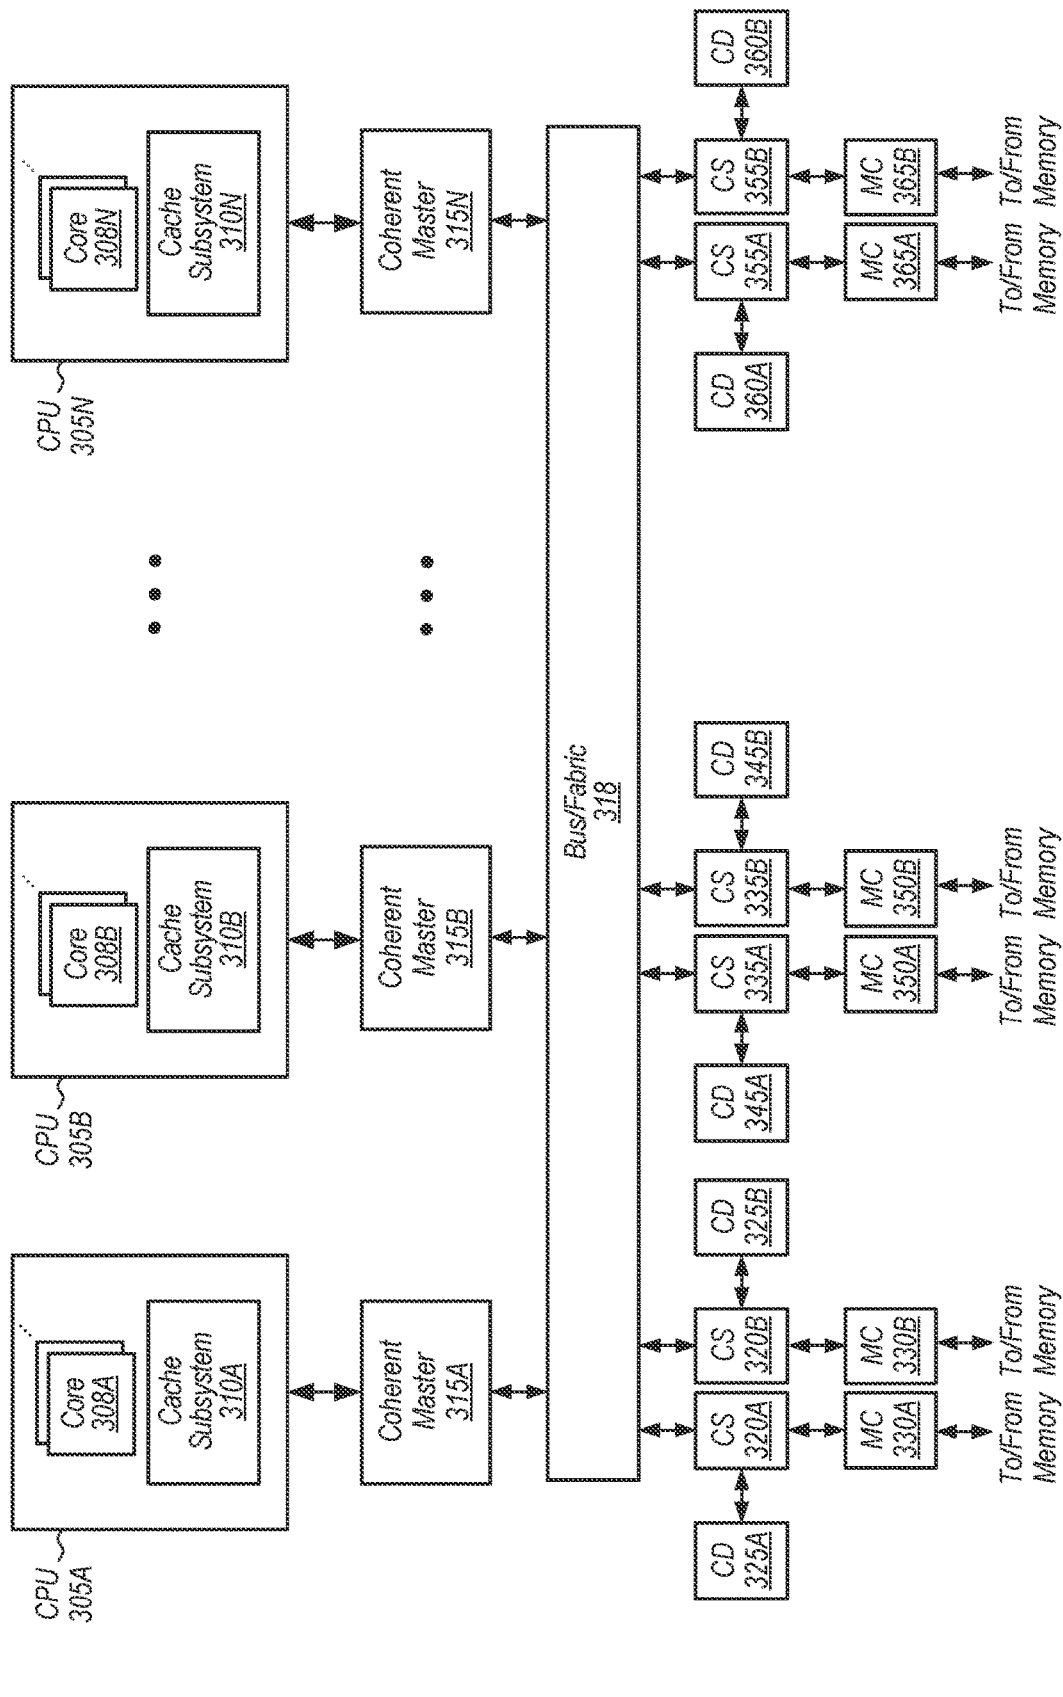 CPU
305A
Core
308A
Cache
Subsystem
310A
CPU
305B
Core
308B
Cache
Subsystem
310B
CPU
305N
Core
308N
Cache
Subsystem
310N
Coherent
Master
315A
Coherent
Master
315B
Coherent
Master
315N
Bus/Fabric
318
CD
325A
CS
320A
CS
320B
CD
325B
CD
345A
CS
335A
CS
335B
CD
345B
CD
360A
CS
355A
CS
355B
CD
360B
MC
330A
MC
330B
MC
350A
MC
350B
MC
365A
MC
365B
To/From
Memory
To/From
Memory
To/From
Memory
To/From
Memory
To/From
Memory
To/From
Memory